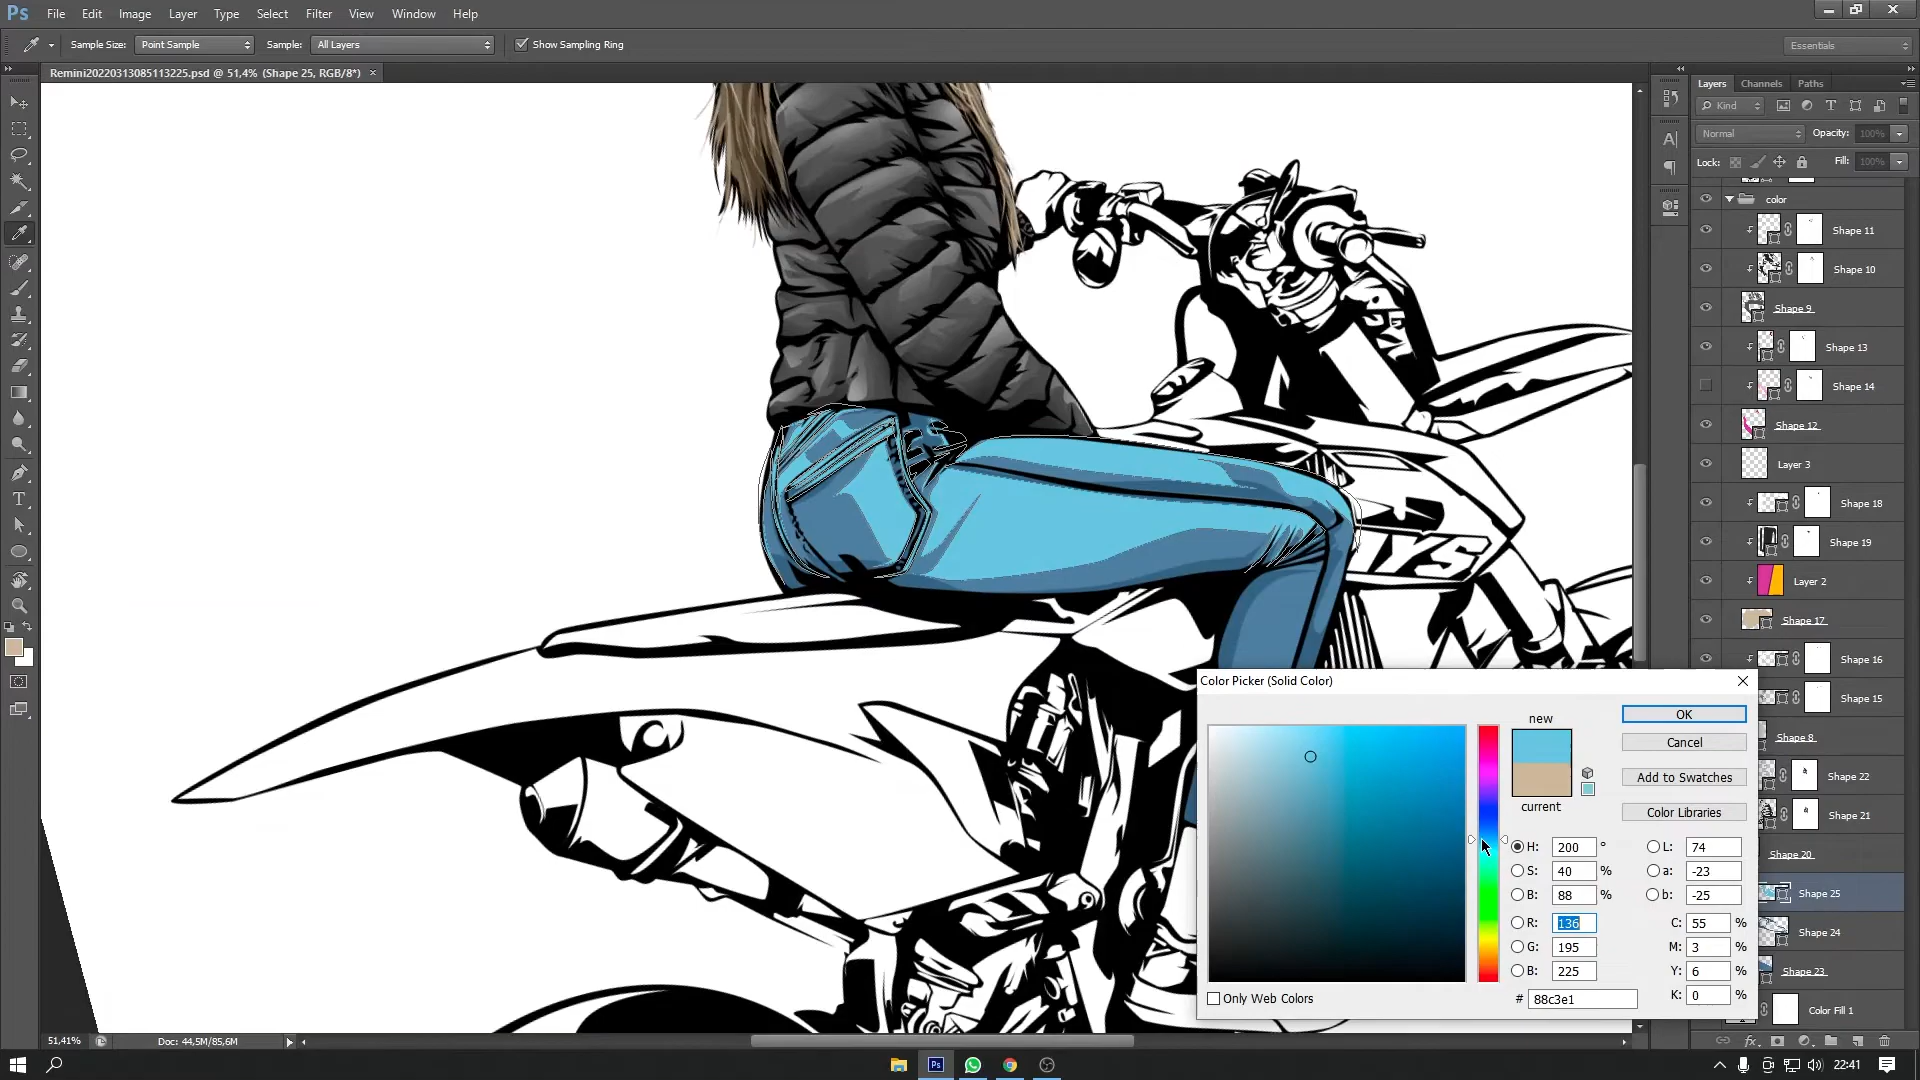 Ps File Edit Image Layer Type Select Filter View Window Help
Sample Size: Point Sample Sample: All Layers Show Sampling Ring Essentials
Remini20220313085113225.psd @ 51,4% (Shape 25, RGB/8*) ×
Layers Channels Paths
Kind
Normal Opacity: 100%
Lock: Fill: 100%
color
Shape 11
Shape 10
Shape 9
Shape 13
Shape 14
Shape 12
Layer 3
Shape 18
Shape 19
Layer 2
Shape 17
Shape 16
Shape 15
Shape 8
Shape 22
Shape 21
Shape 20
Shape 25
Shape 24
Shape 23
Color Fill 1
Color Picker (Solid Color)
new
current
OK
Cancel
Add to Swatches
Color Libraries
H: 200 °
S: 40 %
B: 88 %
R: 136
G: 195
B: 225
L: 74
a: -23
b: -25
C: 55 %
M: 3 %
Y: 6 %
K: 0 %
# 88c3e1
Only Web Colors
51,41% Doc: 44,5M/85,6M
Ps 22:41